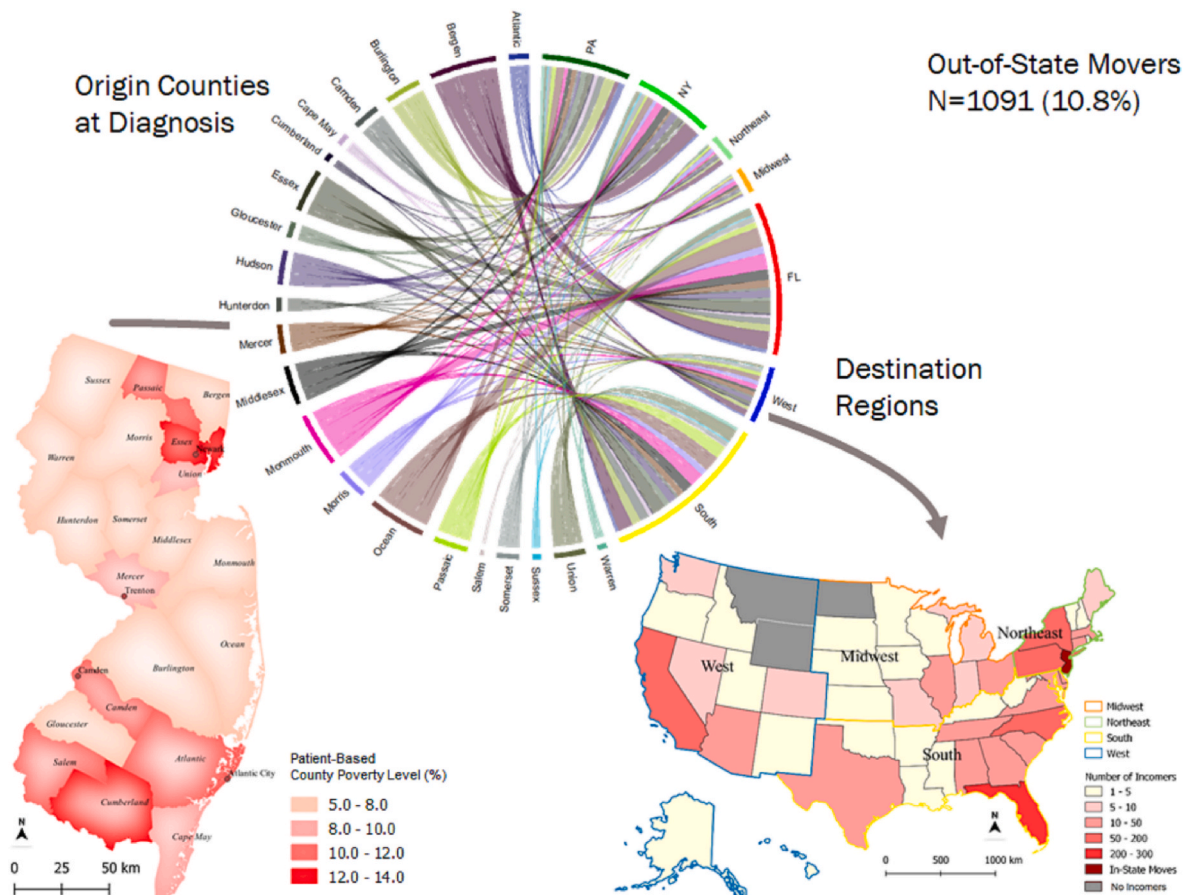 Origin Counties
at Diagnosis
Out-of-State Movers
N=1091 (10.8%)
Atlantic
Bergen
Burlington
Camden
Cape May
Cumberland
Essex
Gloucester
Hudson
Hunterdon
Mercer
Middlesex
Monmouth
Morris
Ocean
Passaic
Salem
Somerset
Sussex
Union
Warren
PA
NY
Northeast
Midwest
FL
West
South
Destination
Regions
Sussex
Passaic
Bergen
Morris
Essex
Newark
Warren
Union
Hunterdon
Somerset
Middlesex
Mercer
Trenton
Monmouth
Ocean
Burlington
Camden
Camden
Gloucester
Salem
Atlantic
Atlantic City
Cumberland
Cape May
N
0 25 50 km
Patient-Based
County Poverty Level (%)
5.0 - 8.0
8.0 - 10.0
10.0 - 12.0
12.0 - 14.0
West
Midwest
Northeast
South
N
0 500 1000 km
Midwest
Northeast
South
West
Number of Incomers
1 - 5
5 - 10
10 - 50
50 - 200
200 - 300
In-State Moves
No Incomers